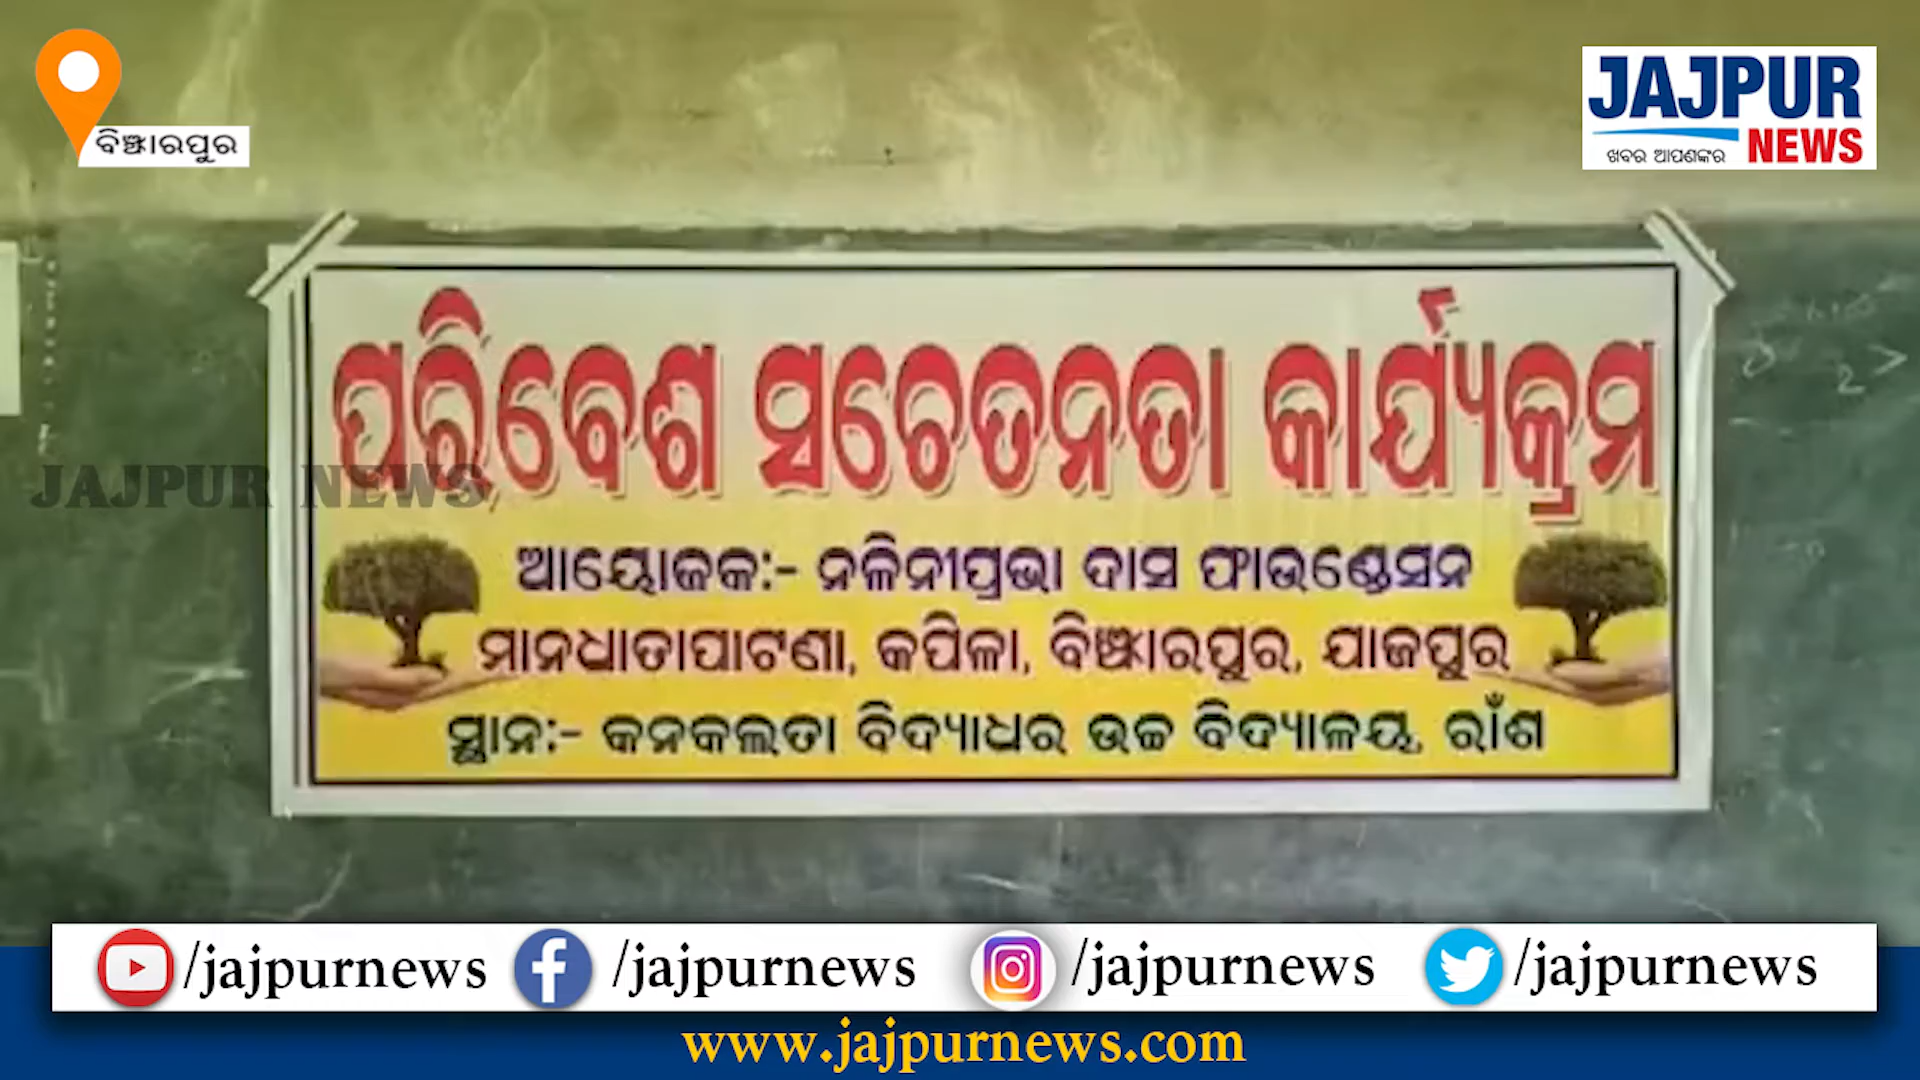 ବିଞ୍ଝାରପୁର
JAJPUR
NEWS
ଖବର ଆପଣଙ୍କର
ପରିବେଶ ସଚେତନତା କାର୍ଯ୍ୟକ୍ରମ
JAJPUR NEWS
ଆୟୋଜକ:- ନଳିନୀପ୍ରଭା ଦାସ ଫାଉଣ୍ଡେସନ
ମାନଧାତାପାଟଣା, କପିଳା, ବିଞ୍ଝାରପୁର, ଯାଜପୁର
ସ୍ଥାନ:- କନକଲତା ବିଦ୍ୟାଧର ଉଚ୍ଚ ବିଦ୍ୟାଳୟ, ରାଁଶ
/jajpurnews /jajpurnews /jajpurnews /jajpurnews
www.jajpurnews.com